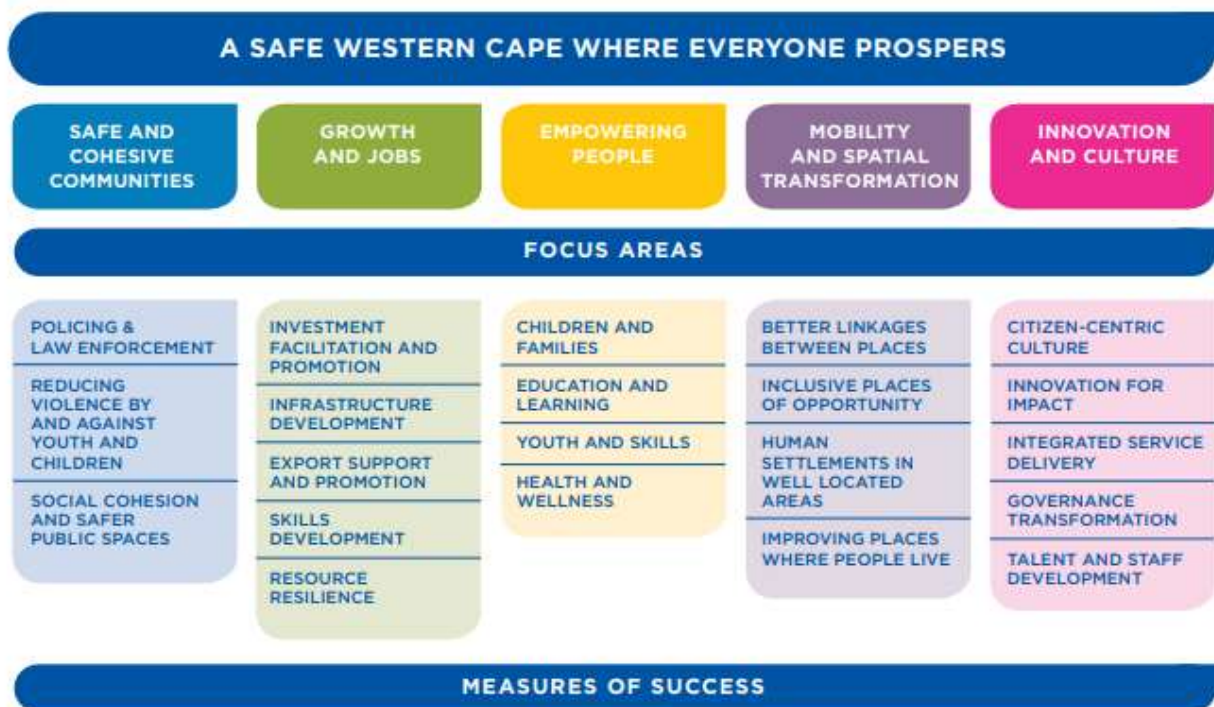 A SAFE WESTERN CAPE WHERE EVERYONE PROSPERS
SAFE AND
COHESIVE
COMMUNITIES
GROWTH
AND JOBS
EMPOWERING
PEOPLE
MOBILITY
AND SPATIAL
TRANSFORMATION
INNOVATION
AND CULTURE
FOCUS AREAS
POLICING &
LAW ENFORCEMENT
REDUCING
VIOLENCE BY
AND AGAINST
YOUTH AND
CHILDREN
SOCIAL COHESION
AND SAFER
PUBLIC SPACES
INVESTMENT
FACILITATION AND
PROMOTION
INFRASTRUCTURE
DEVELOPMENT
EXPORT SUPPORT
AND PROMOTION
SKILLS
DEVELOPMENT
RESOURCE
RESILIENCE
CHILDREN AND
FAMILIES
EDUCATION AND
LEARNING
YOUTH AND SKILLS
HEALTH AND
WELLNESS
BETTER LINKAGES
BETWEEN PLACES
INCLUSIVE PLACES
OF OPPORTUNITY
HUMAN
SETTLEMENTS IN
WELL LOCATED
AREAS
IMPROVING PLACES
WHERE PEOPLE LIVE
CITIZEN-CENTRIC
CULTURE
INNOVATION FOR
IMPACT
INTEGRATED SERVICE
DELIVERY
GOVERNANCE
TRANSFORMATION
TALENT AND STAFF
DEVELOPMENT
MEASURES OF SUCCESS